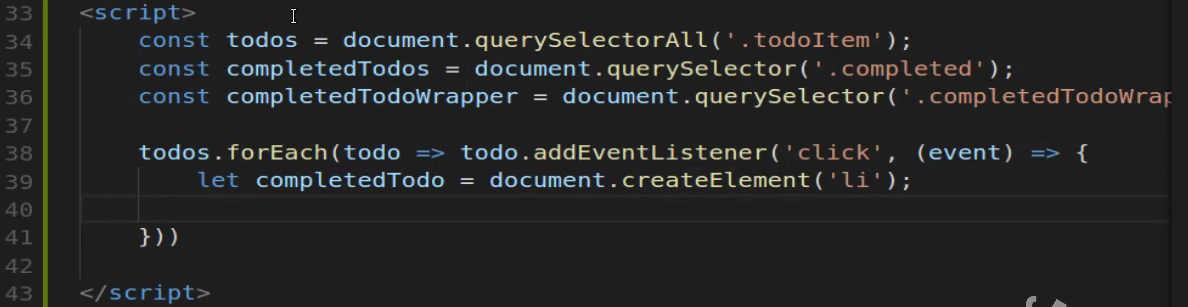 33 <script>
34 const todos = document.querySelectorAll('.todoItem');
35 const completedTodos = document.querySelector('.completed');
36 const completedTodoWrapper = document.querySelector('.completedTodoWrap
37
38 todos.forEach(todo => todo.addEventListener('click', (event) => {
39 let completedTodo = document.createElement('li');
40
41 }))
42
43 </script>